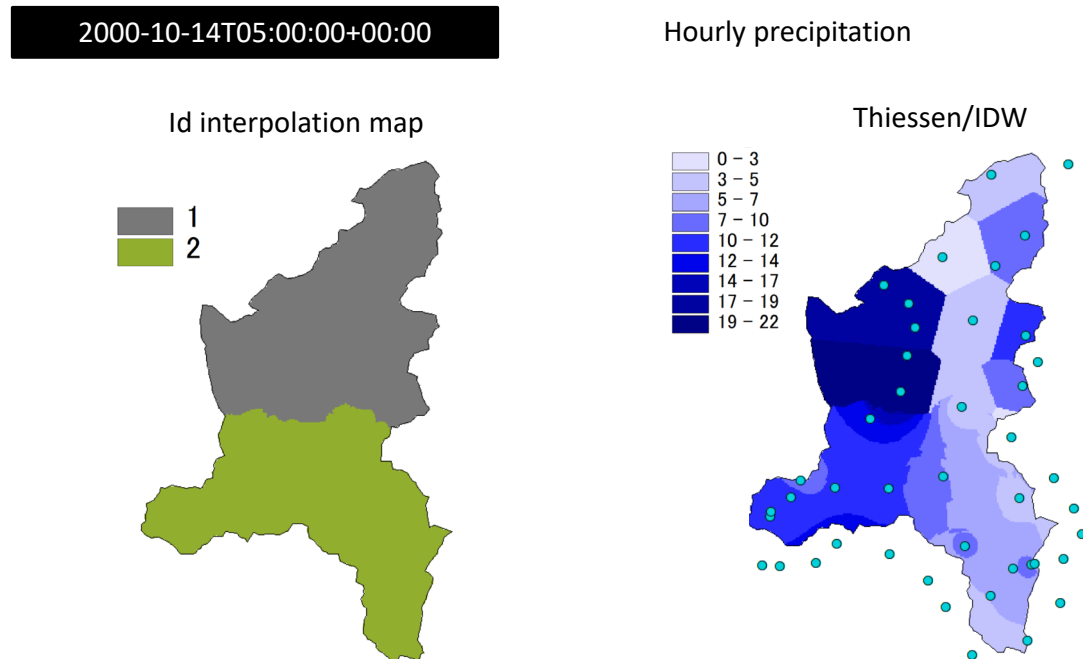 2000-10-14T05:00:00+00:00
Hourly precipitation
Id interpolation map
Thiessen/IDW
1
2
0 – 3
3 – 5
5 – 7
7 – 10
10 – 12
12 – 14
14 – 17
17 – 19
19 – 22